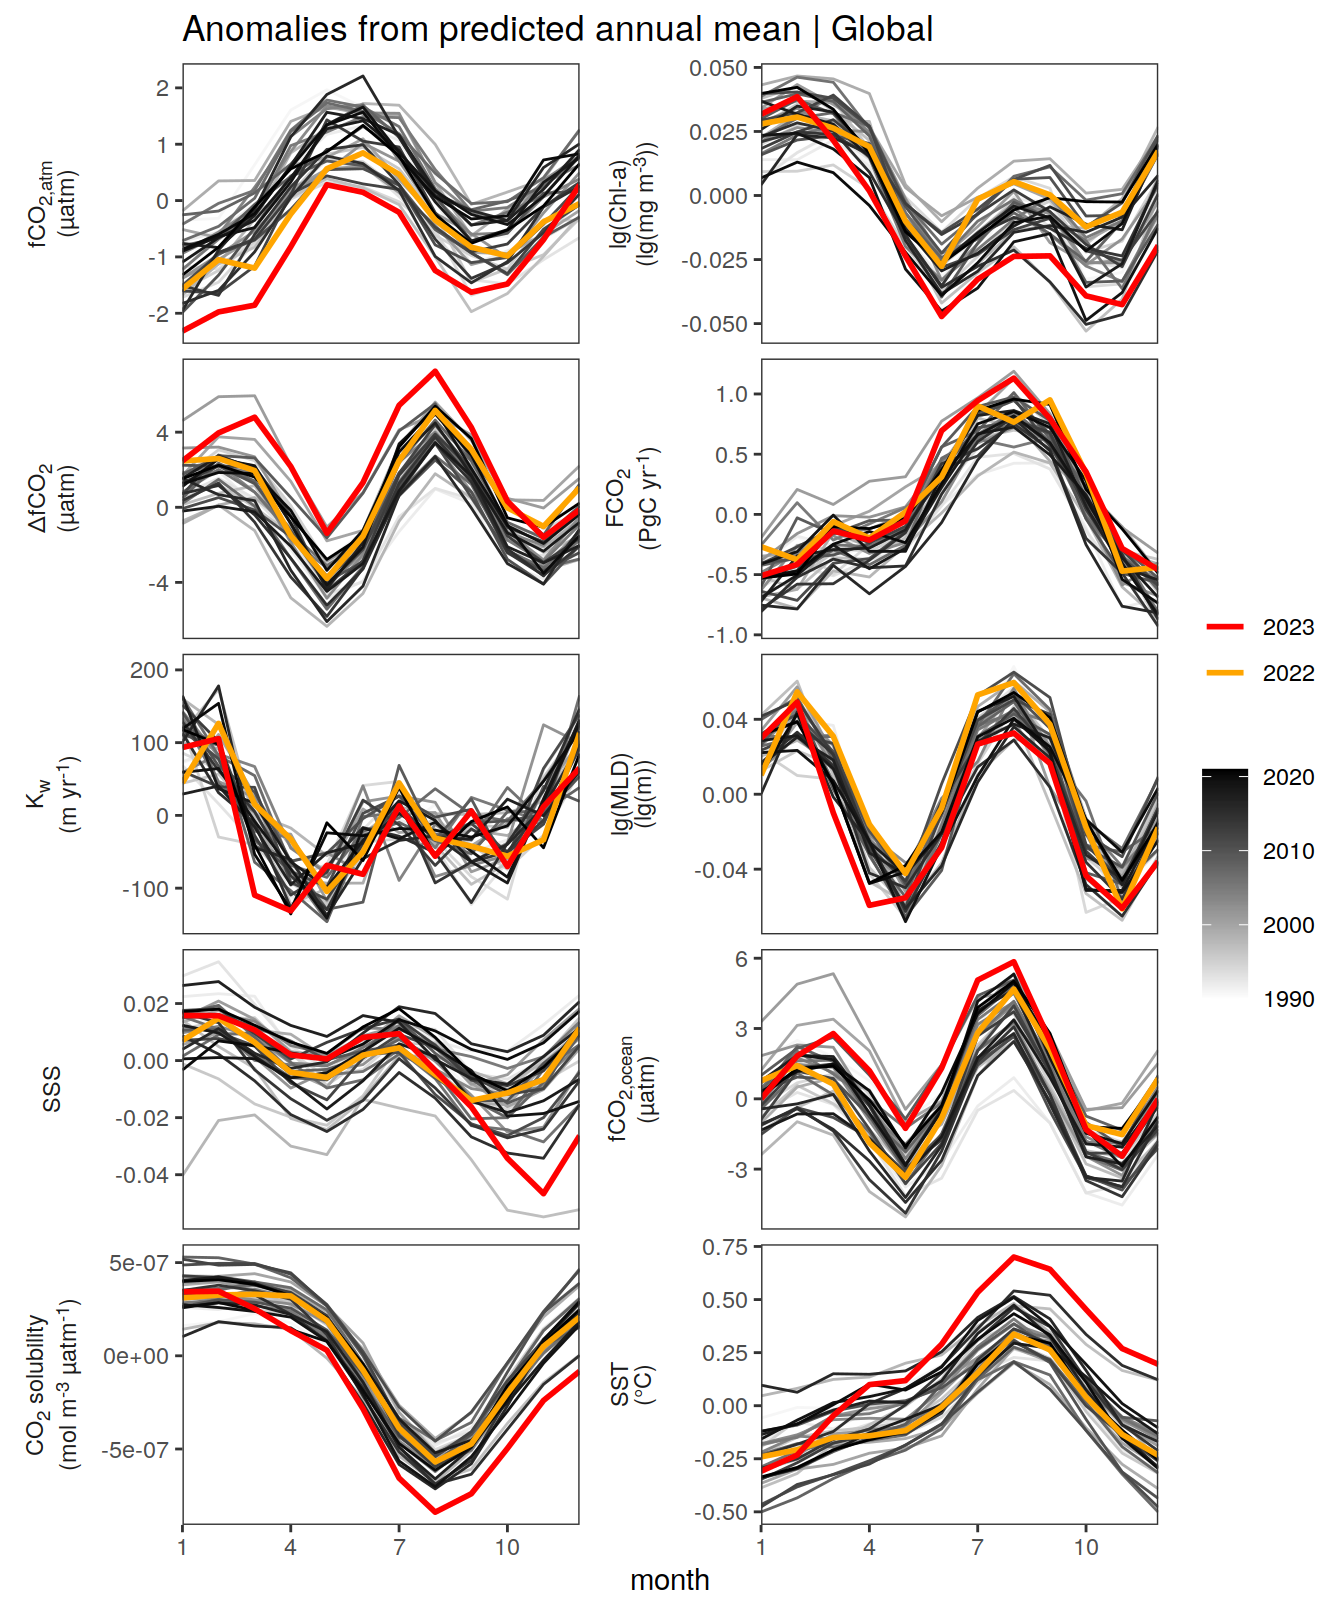 Anomalies from predicted annual mean | Global
fCO2,atm
(µatm)
2
1
0
-1
-2
lg(Chl-a)
(lg(mg m-3))
0.050
0.025
0.000
-0.025
-0.050
ΔfCO2
(µatm)
4
0
-4
FCO2
(PgC yr-1)
1.0
0.5
0.0
-0.5
-1.0
Kw
(m yr-1)
200
100
0
-100
lg(MLD)
(lg(m))
0.04
0.00
-0.04
SSS
0.02
0.00
-0.02
-0.04
fCO2,ocean
(µatm)
6
3
0
-3
CO2 solubility
(mol m-3 µatm-1)
5e-07
0e+00
-5e-07
SST
(°C)
0.75
0.50
0.25
0.00
-0.25
-0.50
1 4 7 10
1 4 7 10
month
2023
2022
2020
2010
2000
1990